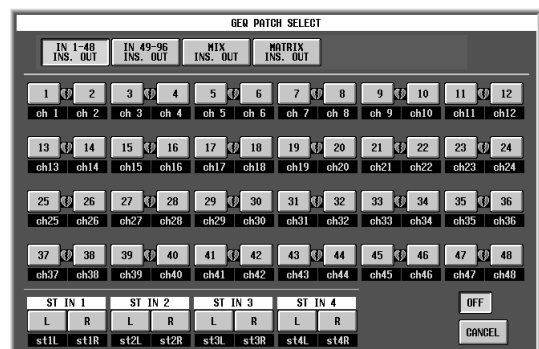 GEQ PATCH SELECT
IN 1-48 INS. OUT
IN 49-96 INS. OUT
MIX INS. OUT
MATRIX INS. OUT
1 2 3 4 5 6 7 8 9 10 11 12
ch 1 ch 2 ch 3 ch 4 ch 5 ch 6 ch 7 ch 8 ch 9 ch10 ch11 ch12
13 14 15 16 17 18 19 20 21 22 23 24
ch13 ch14 ch15 ch16 ch17 ch18 ch19 ch20 ch21 ch22 ch23 ch24
25 26 27 28 29 30 31 32 33 34 35 36
ch25 ch26 ch27 ch28 ch29 ch30 ch31 ch32 ch33 ch34 ch35 ch36
37 38 39 40 41 42 43 44 45 46 47 48
ch37 ch38 ch39 ch40 ch41 ch42 ch43 ch44 ch45 ch46 ch47 ch48
ST IN 1 ST IN 2 ST IN 3 ST IN 4
L R L R L R L R
st1L st1R st2L st2R st3L st3R st4L st4R
OFF
CANCEL